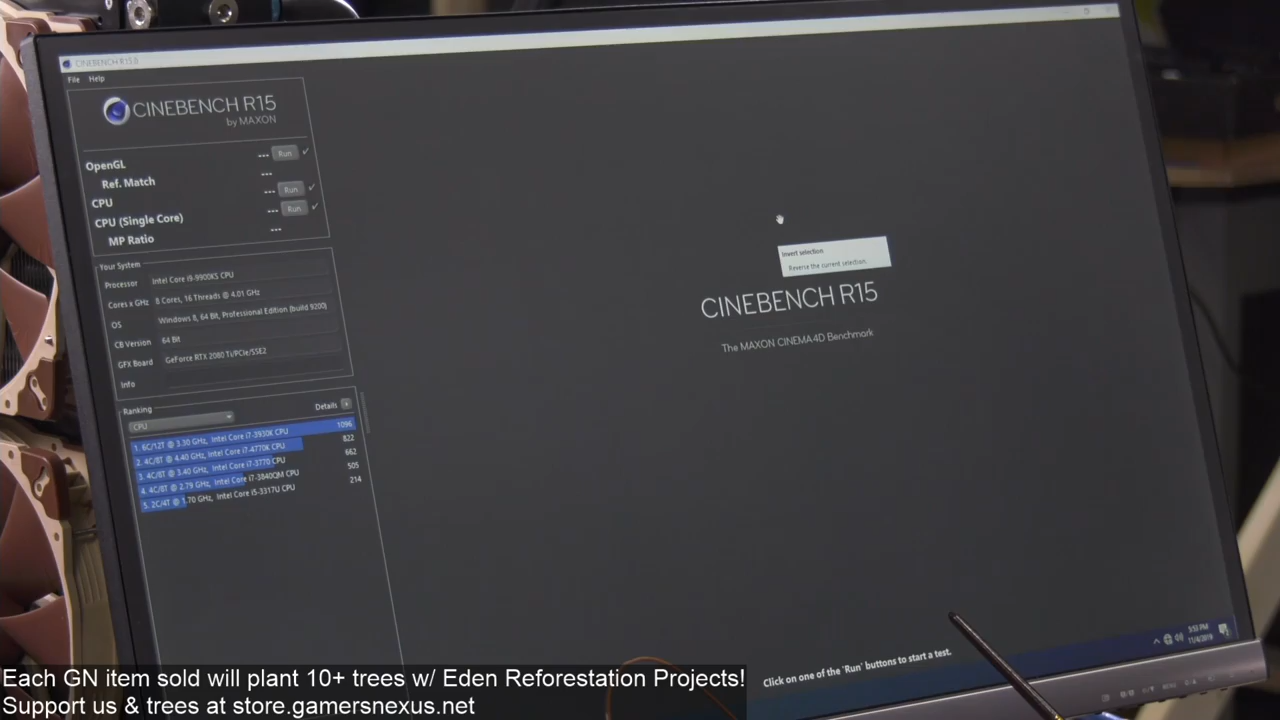 CINEBENCH R15.0
File Help
CINEBENCH R15
by MAXON
OpenGL --- Run
Ref. Match ---
CPU --- Run
CPU (Single Core) --- Run
MP Ratio ---
Your System
Processor Intel Core i9-9900KS CPU
Cores x GHz 8 Cores, 16 Threads @ 4.01 GHz
OS Windows 8, 64 Bit, Professional Edition (build 9200)
CB Version 64 Bit
GFX Board GeForce RTX 2080 Ti/PCIe/SSE2
Info
Ranking Details
CPU
1. 6C/12T @ 3.30 GHz, Intel Core i7-3930K CPU 1096
2. 4C/8T @ 4.40 GHz, Intel Core i7-4770K CPU 822
3. 4C/8T @ 3.40 GHz, Intel Core i7-3770 CPU 662
4. 4C/8T @ 2.79 GHz, Intel Core i7-3840QM CPU 505
5. 2C/4T @ 1.70 GHz, Intel Core i5-3317U CPU 214
Invert selection
Reverse the current selection.
CINEBENCH R15
The MAXON CINEMA4D Benchmark
Click on one of the 'Run' buttons to start a test.
5:53 PM
11/4/2019
Each GN item sold will plant 10+ trees w/ Eden Reforestation Projects!
Support us & trees at store.gamersnexus.net